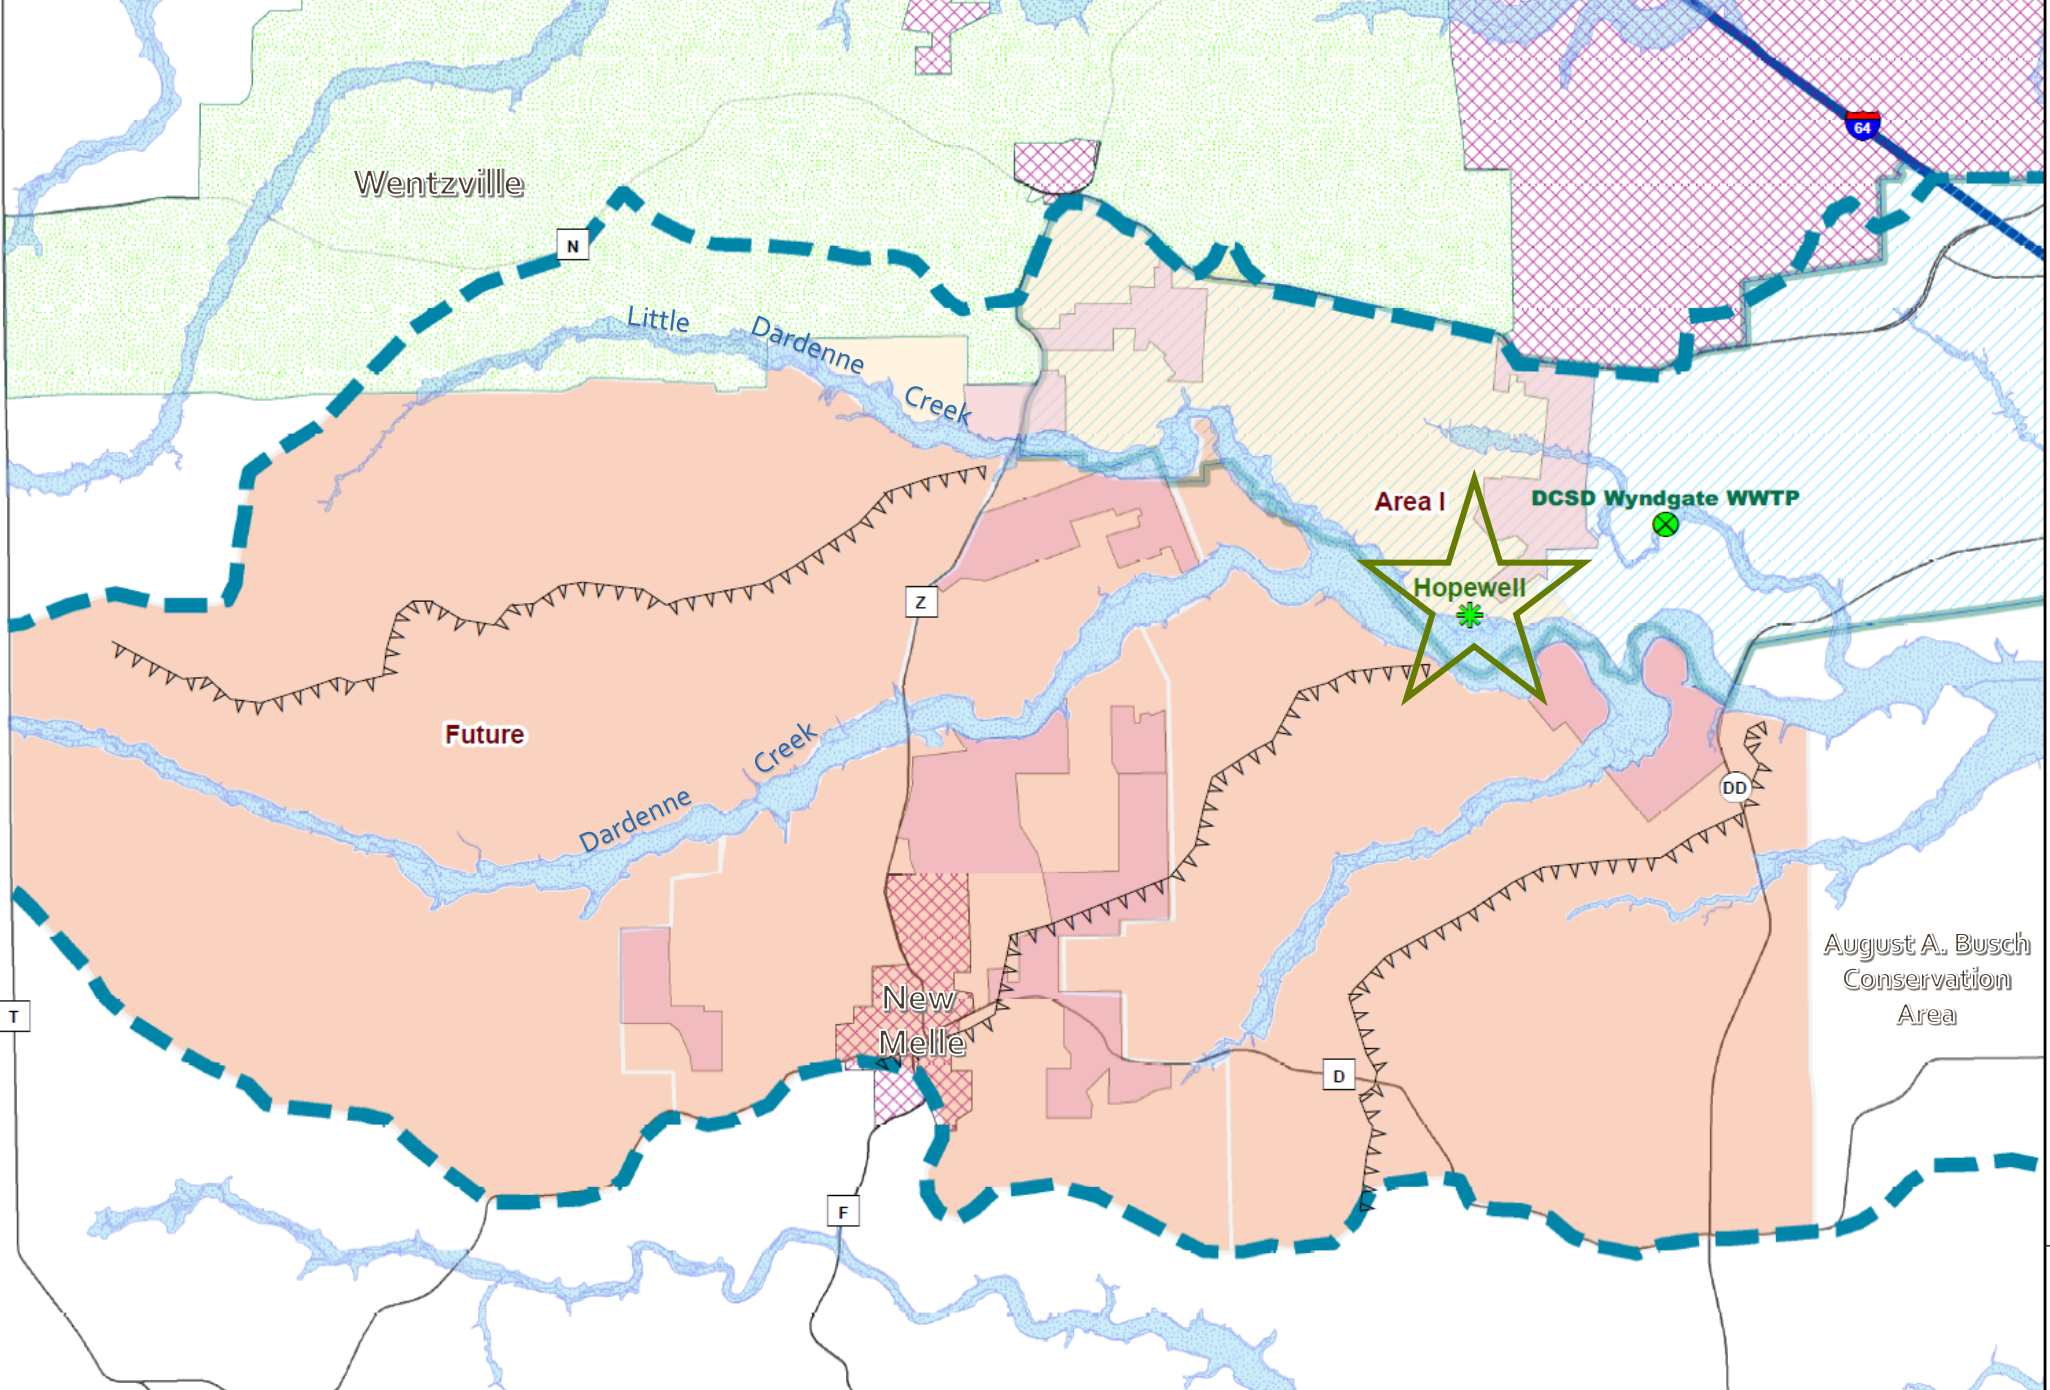 64
Wentzville
N
Little Dardenne Creek
Area I
DCSD Wyndgate WWTP
Hopewell
Z
Future
Dardenne Creek
DD
August A. Busch
Conservation
Area
New
Melle
T
D
F